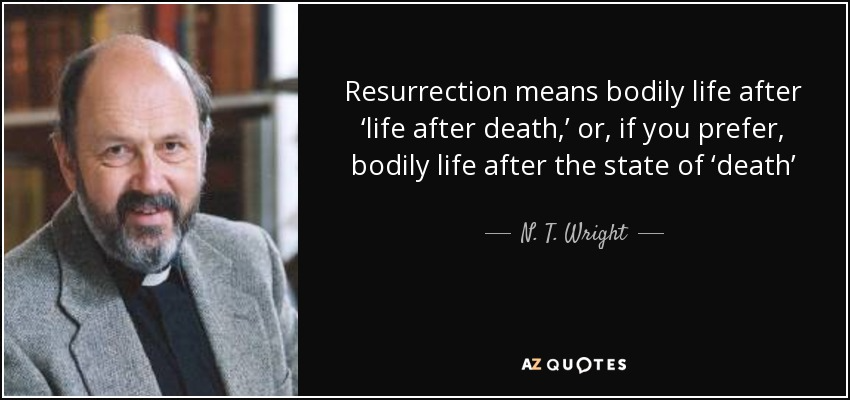 Resurrection means bodily life after
‘life after death,’ or, if you prefer,
bodily life after the state of ‘death’
N. T. Wright
AZ QUOTES